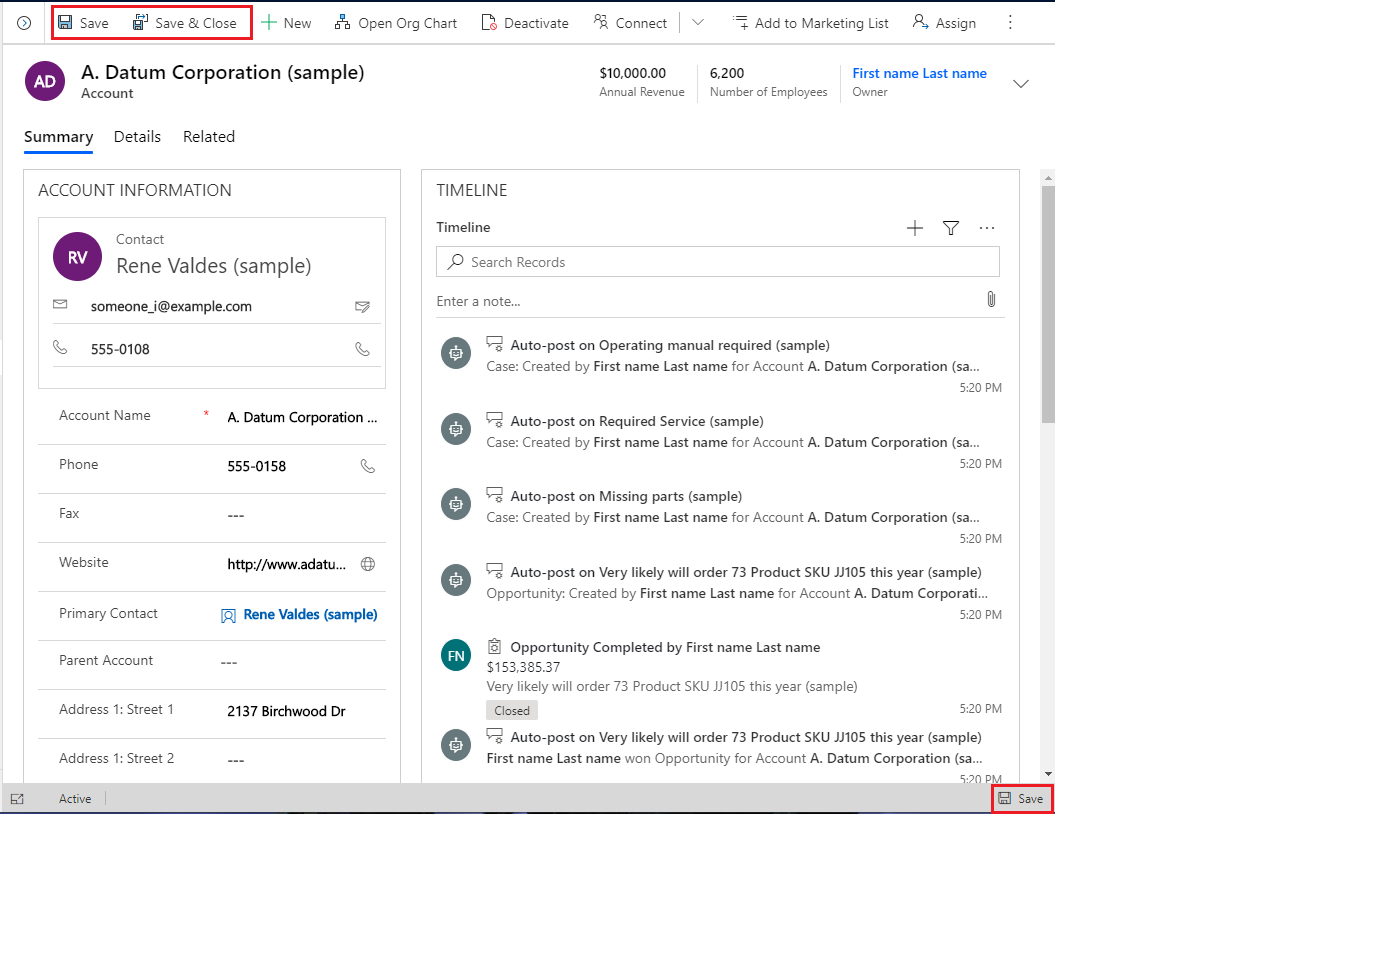 Save Save & Close New Open Org Chart Deactivate Connect Add to Marketing List Assign
AD
A. Datum Corporation (sample)
Account
$10,000.00
Annual Revenue
6,200
Number of Employees
First name Last name
Owner
Summary Details Related
ACCOUNT INFORMATION
RV
Contact
Rene Valdes (sample)
someone_i@example.com
555-0108
Account Name * A. Datum Corporation ...
Phone 555-0158
Fax ---
Website http://www.adatu...
Primary Contact Rene Valdes (sample)
Parent Account ---
Address 1: Street 1 2137 Birchwood Dr
Address 1: Street 2 ---
TIMELINE
Timeline
Search Records
Enter a note...
Auto-post on Operating manual required (sample)
Case: Created by First name Last name for Account A. Datum Corporation (sa...
5:20 PM
Auto-post on Required Service (sample)
Case: Created by First name Last name for Account A. Datum Corporation (sa...
5:20 PM
Auto-post on Missing parts (sample)
Case: Created by First name Last name for Account A. Datum Corporation (sa...
5:20 PM
Auto-post on Very likely will order 73 Product SKU JJ105 this year (sample)
Opportunity: Created by First name Last name for Account A. Datum Corporati...
5:20 PM
FN
Opportunity Completed by First name Last name
$153,385.37
Very likely will order 73 Product SKU JJ105 this year (sample)
Closed
5:20 PM
Auto-post on Very likely will order 73 Product SKU JJ105 this year (sample)
First name Last name won Opportunity for Account A. Datum Corporation (sa...
5:20 PM
Active
Save